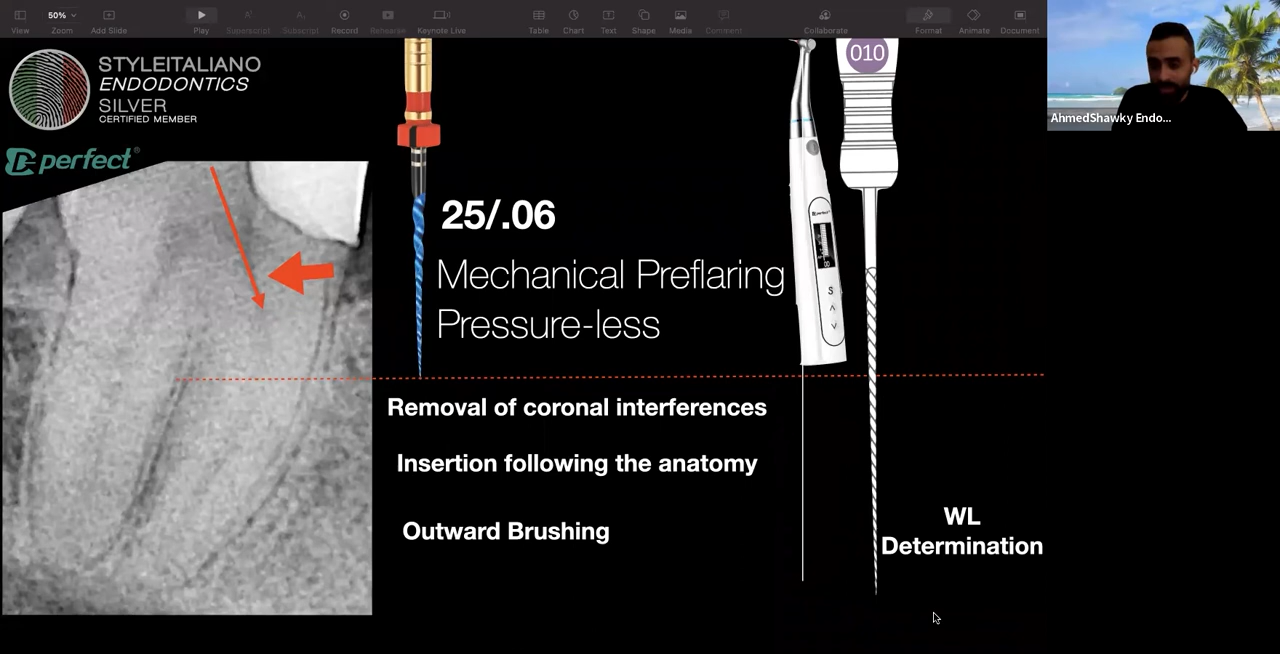 50%
View
Zoom
Add Slide
Play
Superscript
Subscript
Record
Rehearse
Keynote Live
Table
Chart
Text
Shape
Media
Comment
Collaborate
Format
Animate
Document
STYLEITALIANO
ENDODONTICS
SILVER
CERTIFIED MEMBER
perfect®
010
AhmedShawky Endo...
25/.06
Mechanical Preflaring
Pressure-less
S
Removal of coronal interferences
Insertion following the anatomy
Outward Brushing
WL
Determination